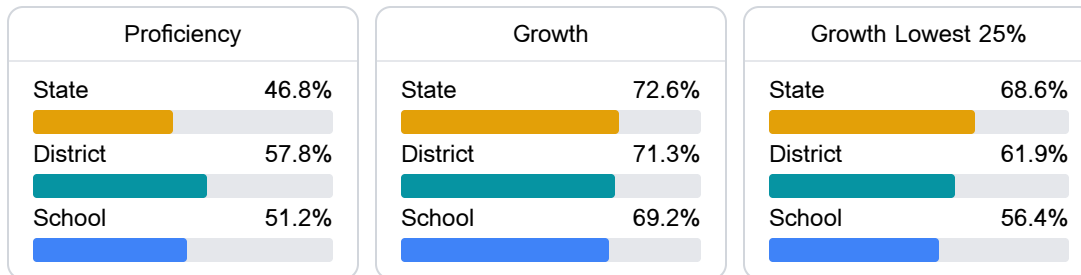 Proficiency
State 46.8%
District 57.8%
School 51.2%
Growth
State 72.6%
District 71.3%
School 69.2%
Growth Lowest 25%
State 68.6%
District 61.9%
School 56.4%